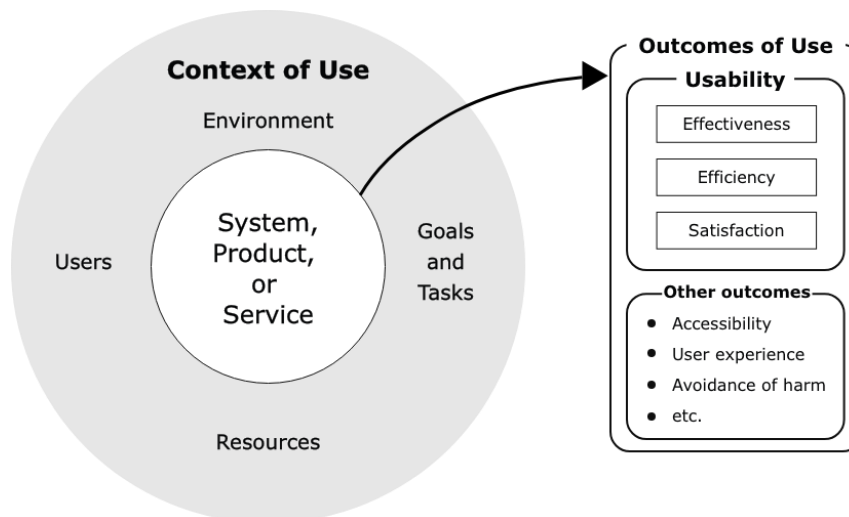 Context of Use
Environment
Users
System,
Product,
or
Service
Goals
and
Tasks
Resources
Outcomes of Use
Usability
Effectiveness
Efficiency
Satisfaction
Other outcomes
• Accessibility
• User experience
• Avoidance of harm
• etc.